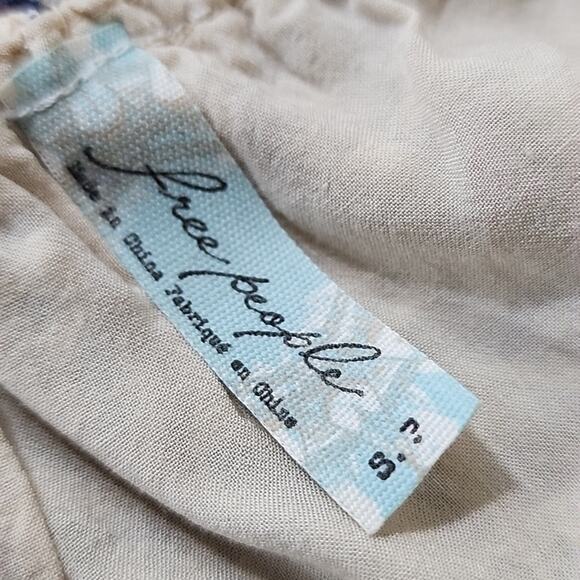 free people
Made in China Fabriqué en Chine
S